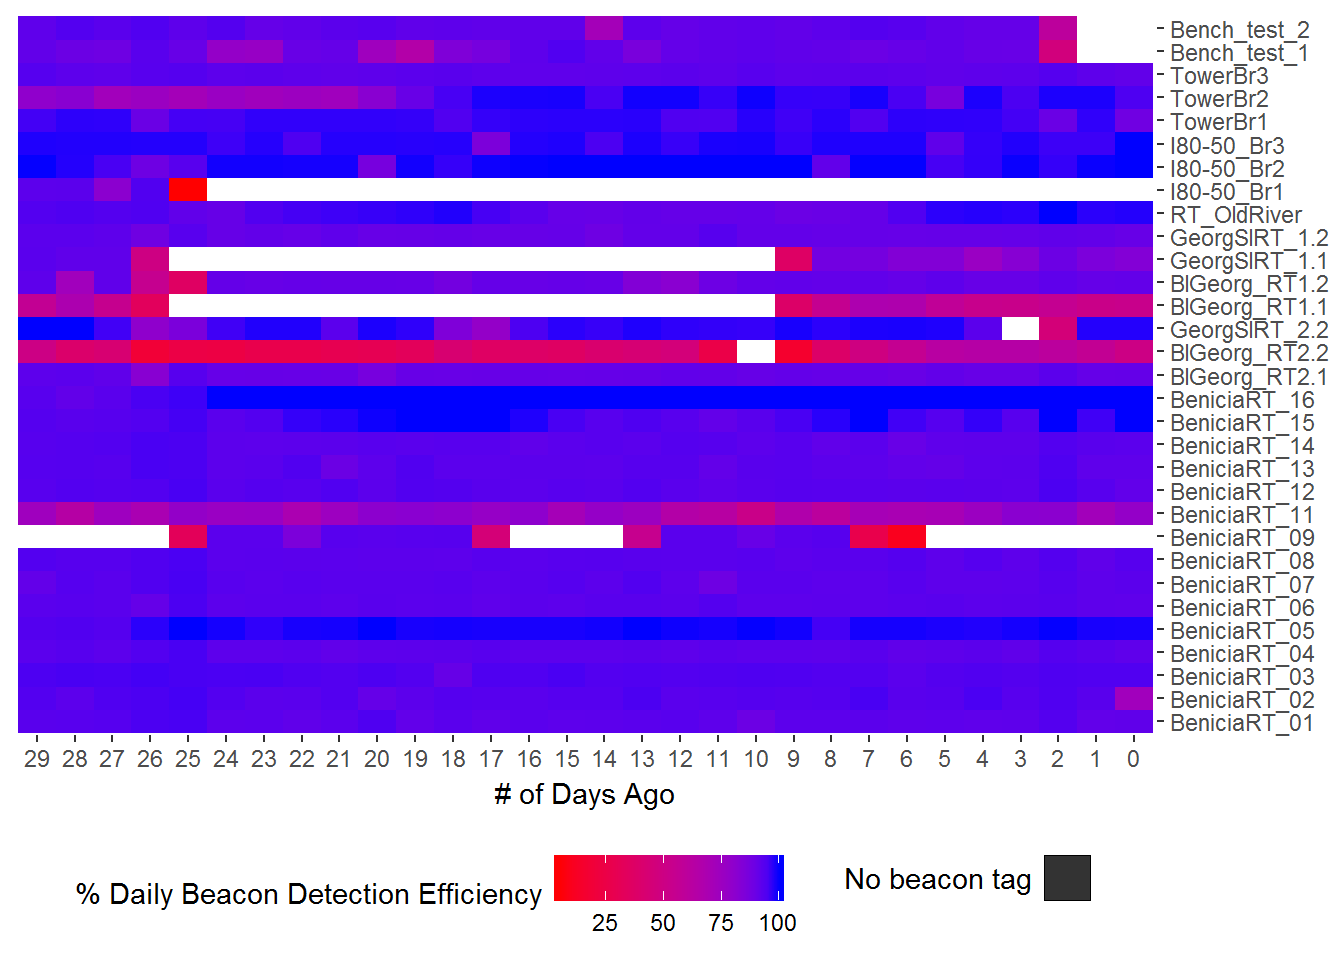 Bench_test_2
Bench_test_1
TowerBr3
TowerBr2
TowerBr1
I80-50_Br3
I80-50_Br2
I80-50_Br1
RT_OldRiver
GeorgSlRT_1.2
GeorgSlRT_1.1
BlGeorg_RT1.2
BlGeorg_RT1.1
GeorgSlRT_2.2
BlGeorg_RT2.2
BlGeorg_RT2.1
BeniciaRT_16
BeniciaRT_15
BeniciaRT_14
BeniciaRT_13
BeniciaRT_12
BeniciaRT_11
BeniciaRT_09
BeniciaRT_08
BeniciaRT_07
BeniciaRT_06
BeniciaRT_05
BeniciaRT_04
BeniciaRT_03
BeniciaRT_02
BeniciaRT_01
29 28 27 26 25 24 23 22 21 20 19 18 17 16 15 14 13 12 11 10 9 8 7 6 5 4 3 2 1 0
# of Days Ago
% Daily Beacon Detection Efficiency
25 50 75 100
No beacon tag